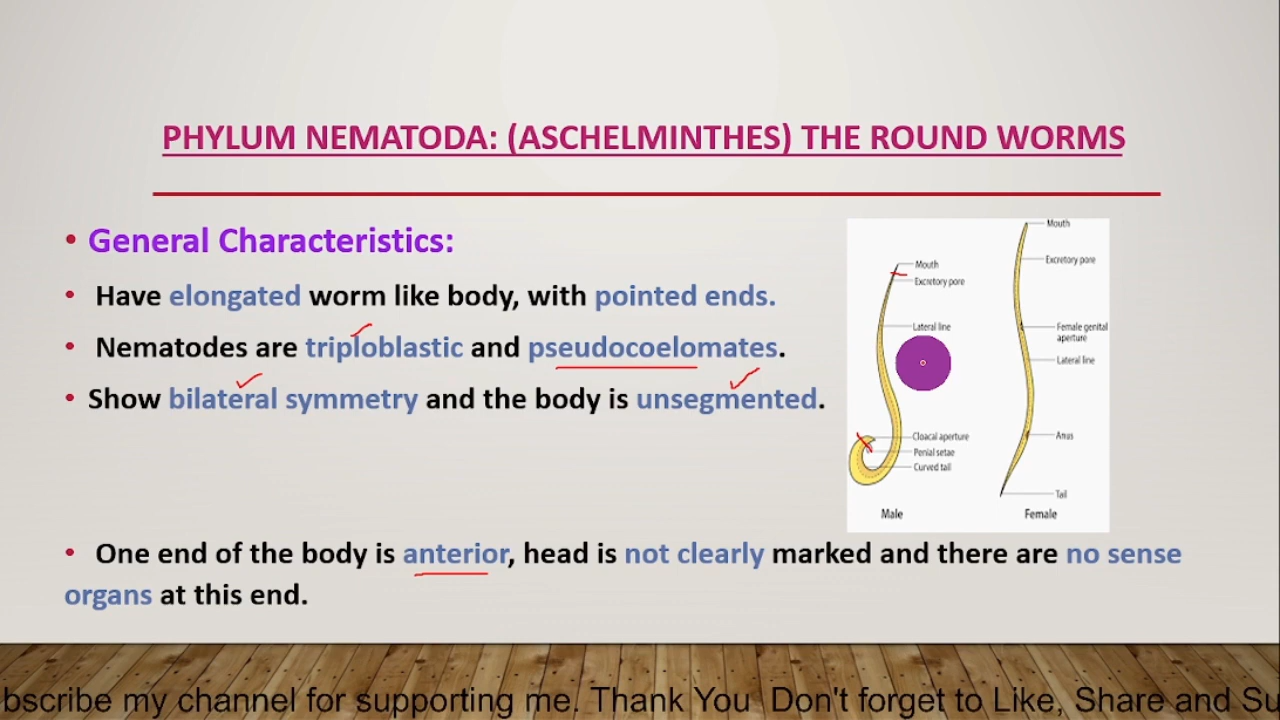 PHYLUM NEMATODA: (ASCHELMINTHES) THE ROUND WORMS
• General Characteristics:
• Have elongated worm like body, with pointed ends.
• Nematodes are triploblastic and pseudocoelomates.
• Show bilateral symmetry and the body is unsegmented.
Mouth
Excretory pore
Lateral line
Cloacal aperture
Penial setae
Curved tail
Male
Mouth
Excretory pore
Female genital
aperture
Lateral line
Anus
Tail
Female
• One end of the body is anterior, head is not clearly marked and there are no sense
organs at this end.
bscribe my channel for supporting me. Thank You Don't forget to Like, Share and Su